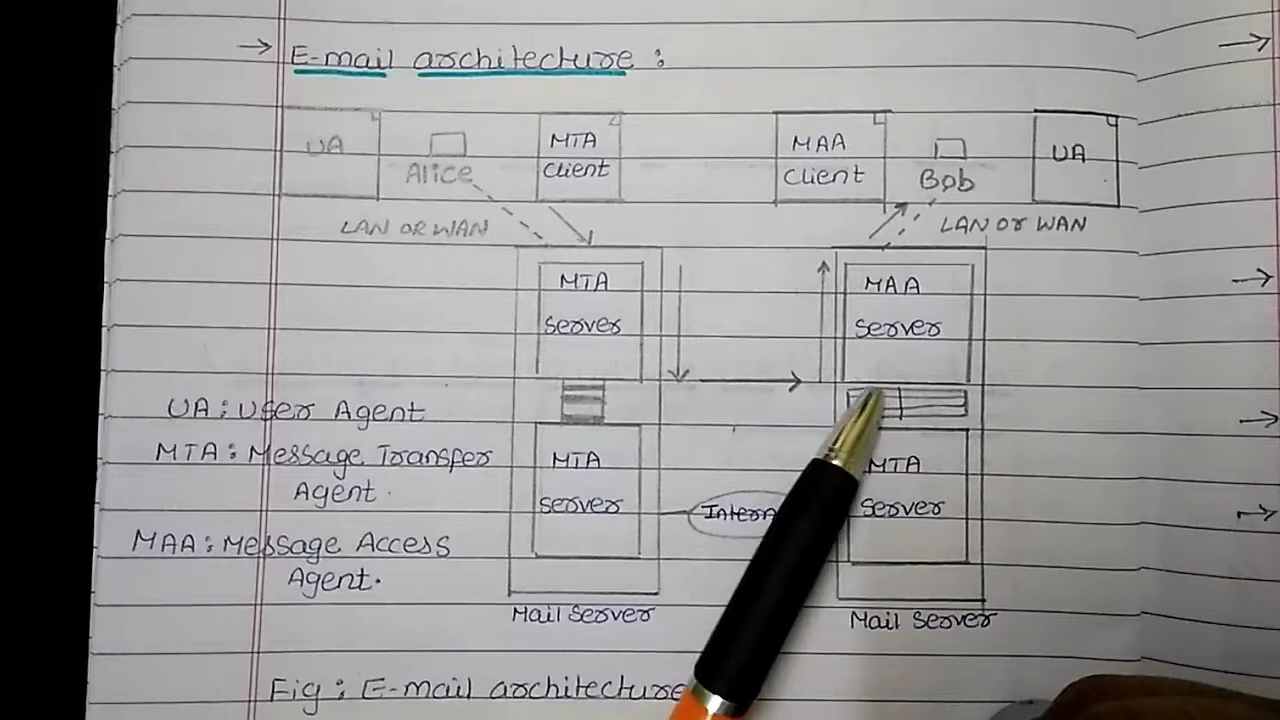 → E-mail architecture :
UA
Alice
MTA
client
MAA
client
Bob
UA
LAN OR WAN
LAN or WAN
MTA
server
MAA
server
UA : User Agent
MTA : Message Transfer
Agent.
MAA : Message Access
Agent.
MTA
server
MTA
server
Mail server
Mail server
Fig : E-mail architecture